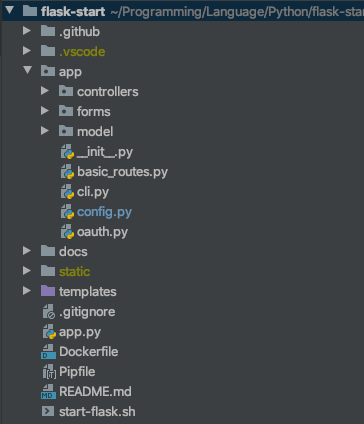 flask-start ~/Programming/Language/Python/flask-sta
.github
.vscode
app
controllers
forms
model
__init__.py
basic_routes.py
cli.py
config.py
oauth.py
docs
static
templates
.gitignore
app.py
Dockerfile
Pipfile
README.md
start-flask.sh